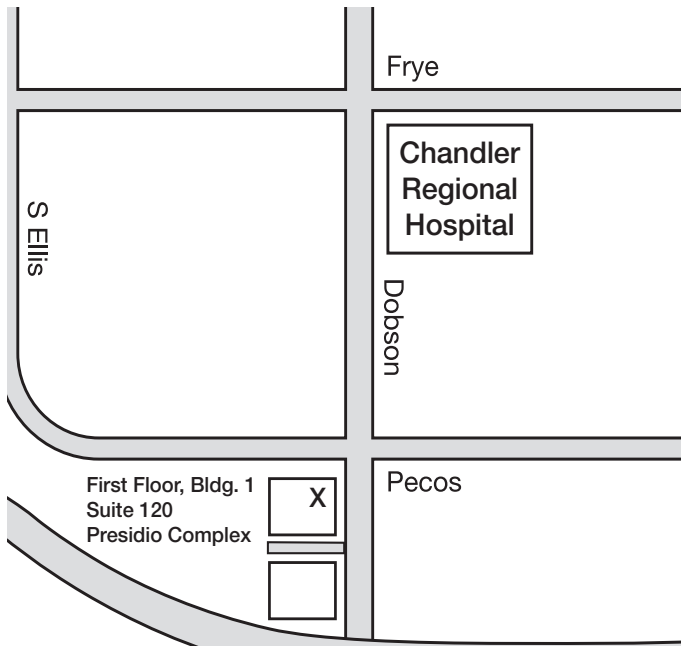 Frye
Chandler
Regional
Hospital
S Ellis
Dobson
First Floor, Bldg. 1
Suite 120
Presidio Complex
X
Pecos